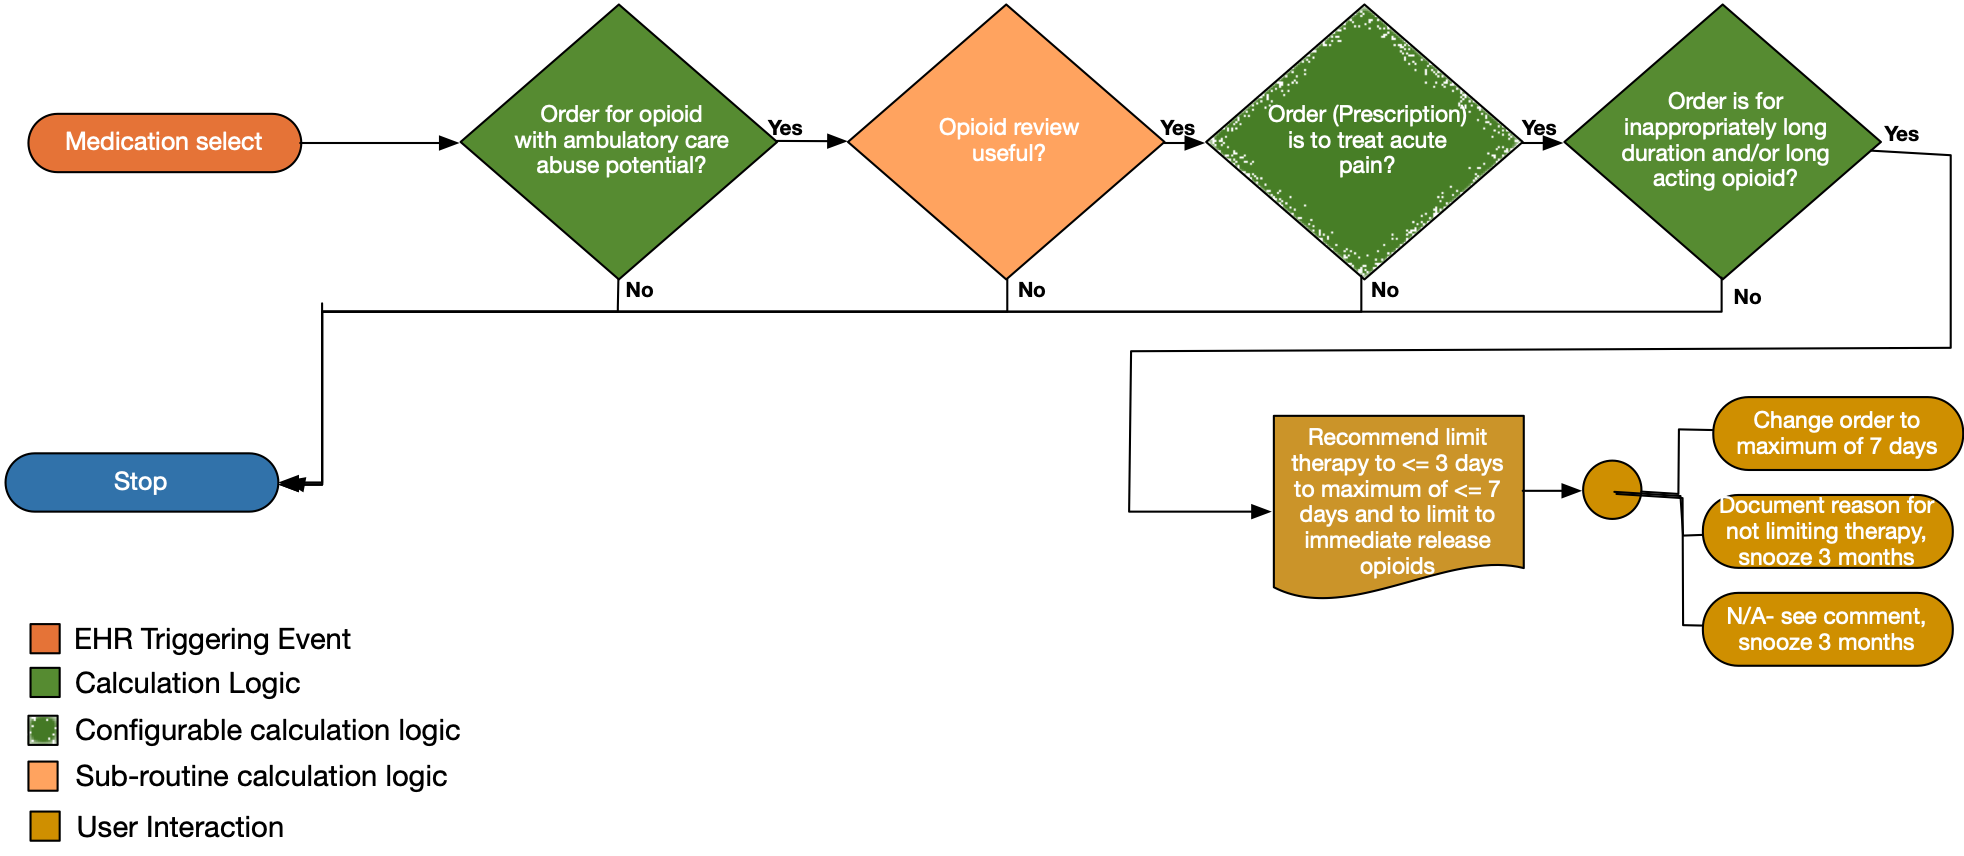 Medication select
Order for opioid
with ambulatory care
abuse potential?
Yes
No
Opioid review
useful?
Yes
No
Order (Prescription)
is to treat acute
pain?
Yes
No
Order is for
inappropriately long
duration and/or long
acting opioid?
Yes
No
Stop
Recommend limit
therapy to <= 3 days
to maximum of <= 7
days and to limit to
immediate release
opioids
Change order to
maximum of 7 days
Document reason for
not limiting therapy,
snooze 3 months
N/A- see comment,
snooze 3 months
EHR Triggering Event
Calculation Logic
Configurable calculation logic
Sub-routine calculation logic
User Interaction